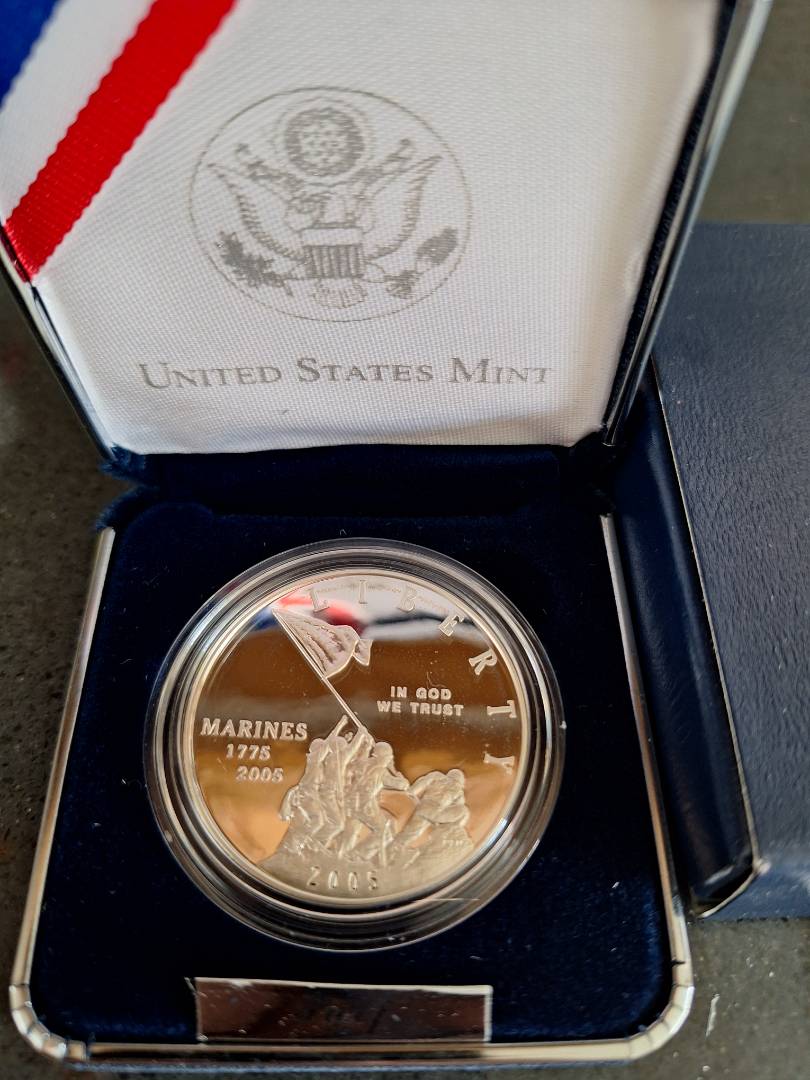 UNITED STATES MINT
LIBERTY
IN GOD
WE TRUST
MARINES
1775
2005
2005